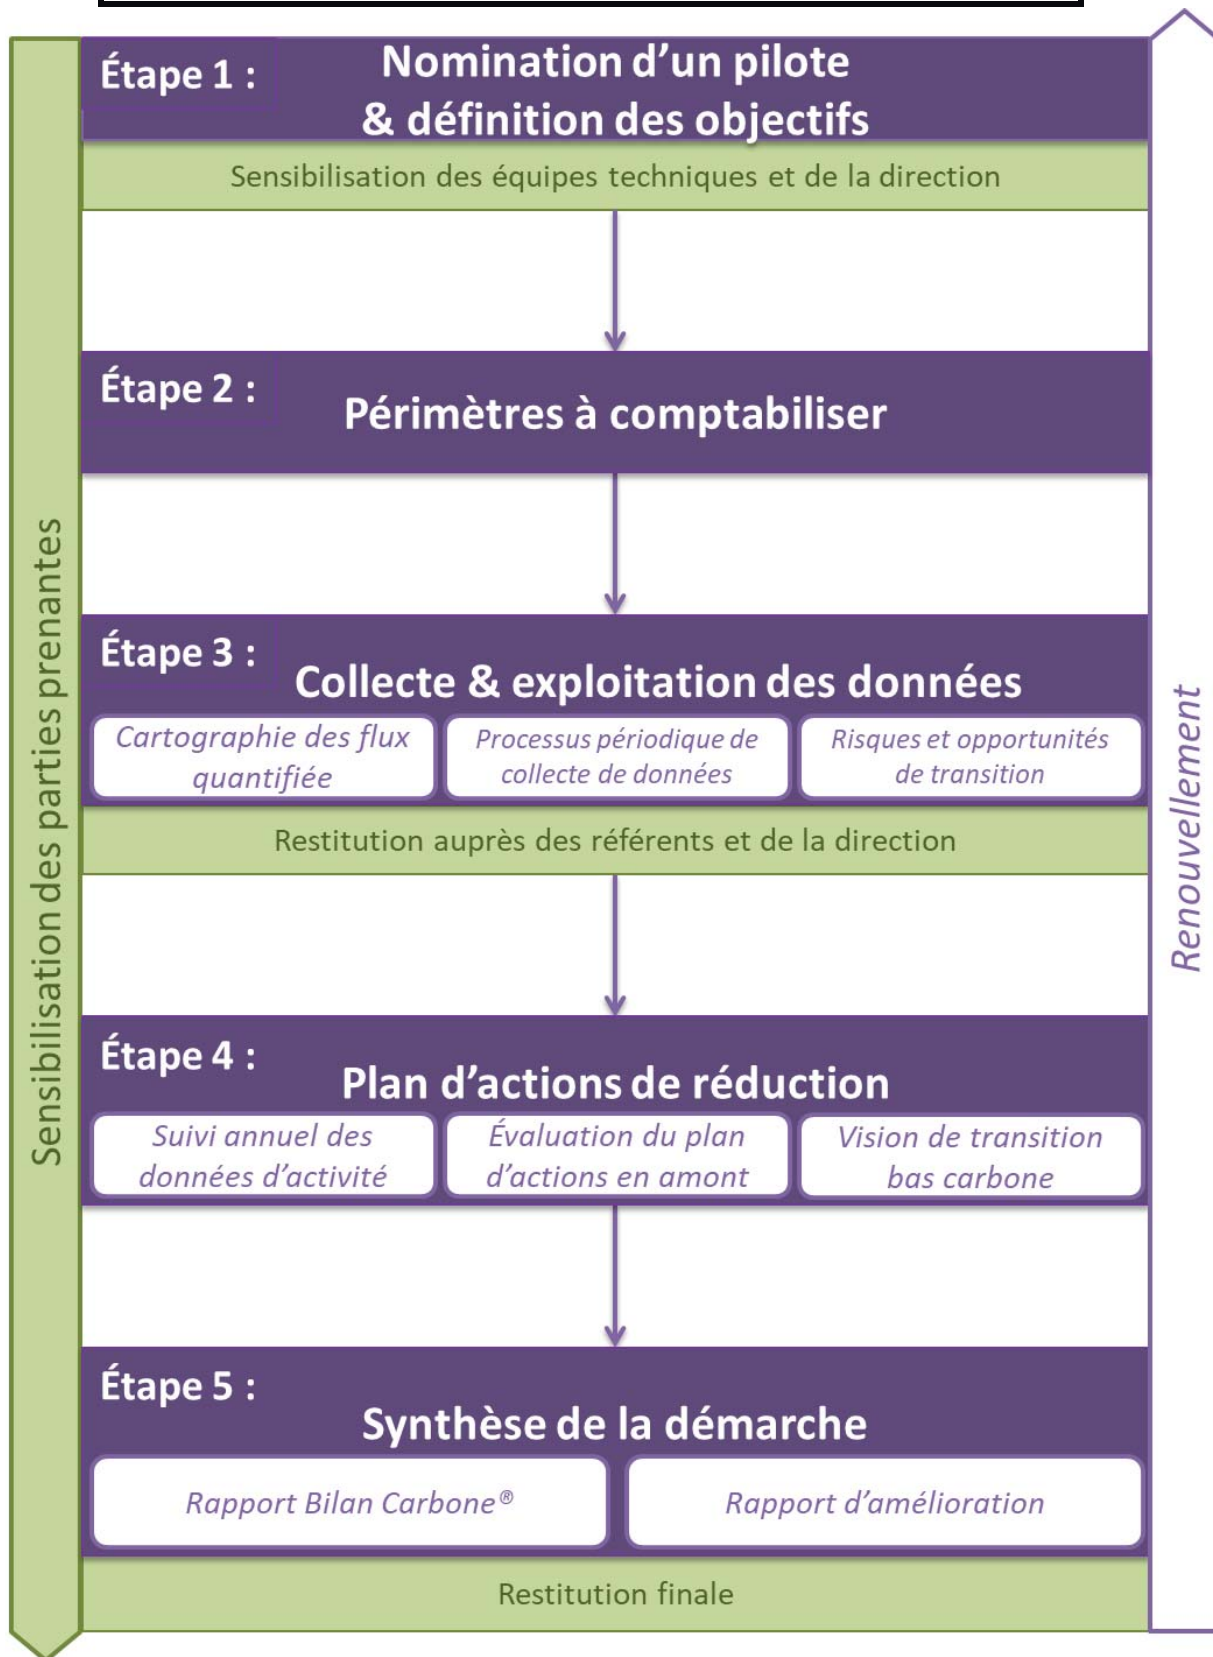 Étape 1 :
Nomination d’un pilote
& définition des objectifs
Sensibilisation des équipes techniques et de la direction
Étape 2 :
Périmètres à comptabiliser
Étape 3 :
Collecte & exploitation des données
Cartographie des flux
quantifiée
Processus périodique de
collecte de données
Risques et opportunités
de transition
Restitution auprès des référents et de la direction
Étape 4 :
Plan d’actions de réduction
Suivi annuel des
données d’activité
Évaluation du plan
d’actions en amont
Vision de transition
bas carbone
Étape 5 :
Synthèse de la démarche
Rapport Bilan Carbone®
Rapport d’amélioration
Restitution finale
Sensibilisation des parties prenantes
Renouvellement